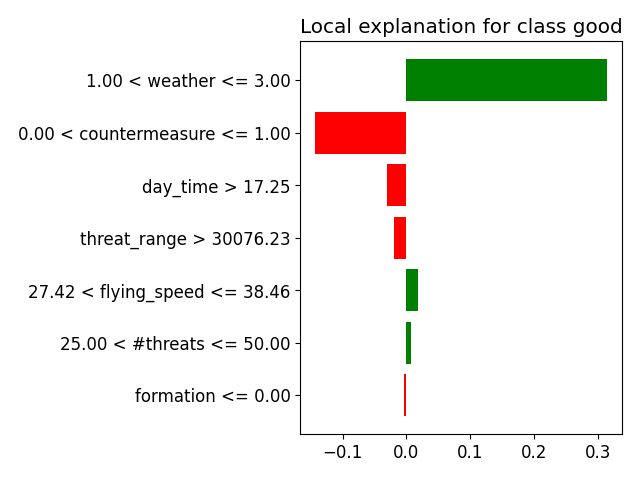 Local explanation for class good
1.00 < weather <= 3.00
0.00 < countermeasure <= 1.00
day_time > 17.25
threat_range > 30076.23
27.42 < flying_speed <= 38.46
25.00 < #threats <= 50.00
formation <= 0.00
−0.1 0.0 0.1 0.2 0.3